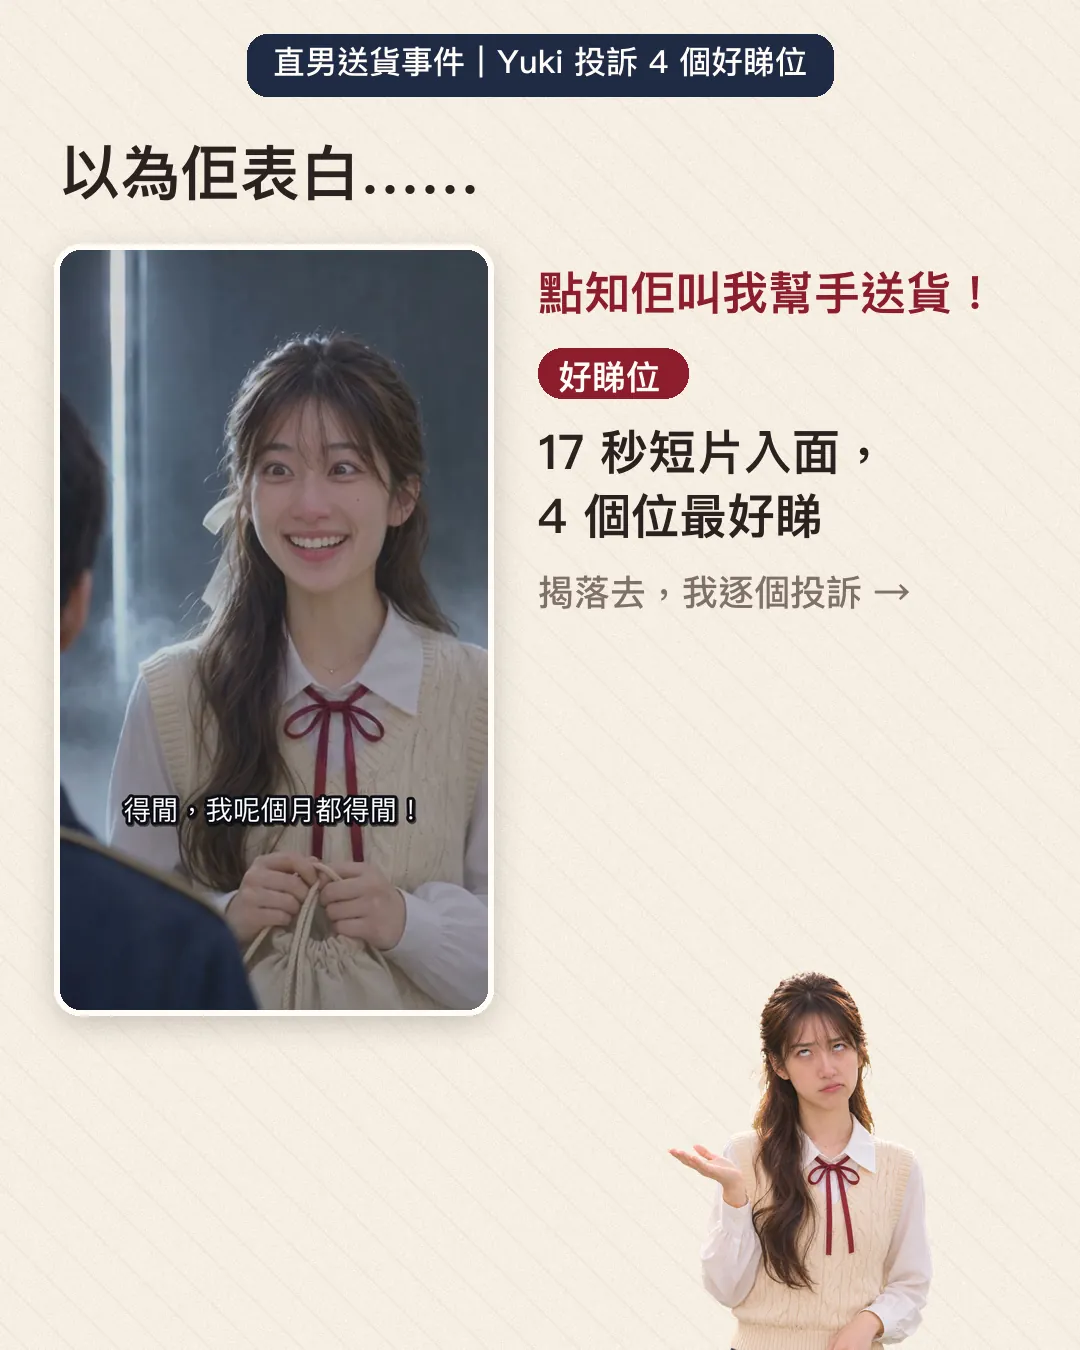 直男送貨事件｜Yuki 投訴 4 個好睇位
以為佢表白……
點知佢叫我幫手送貨！
好睇位
17 秒短片入面，
4 個位最好睇
揭落去，我逐個投訴 →
得閒，我呢個月都得閒！